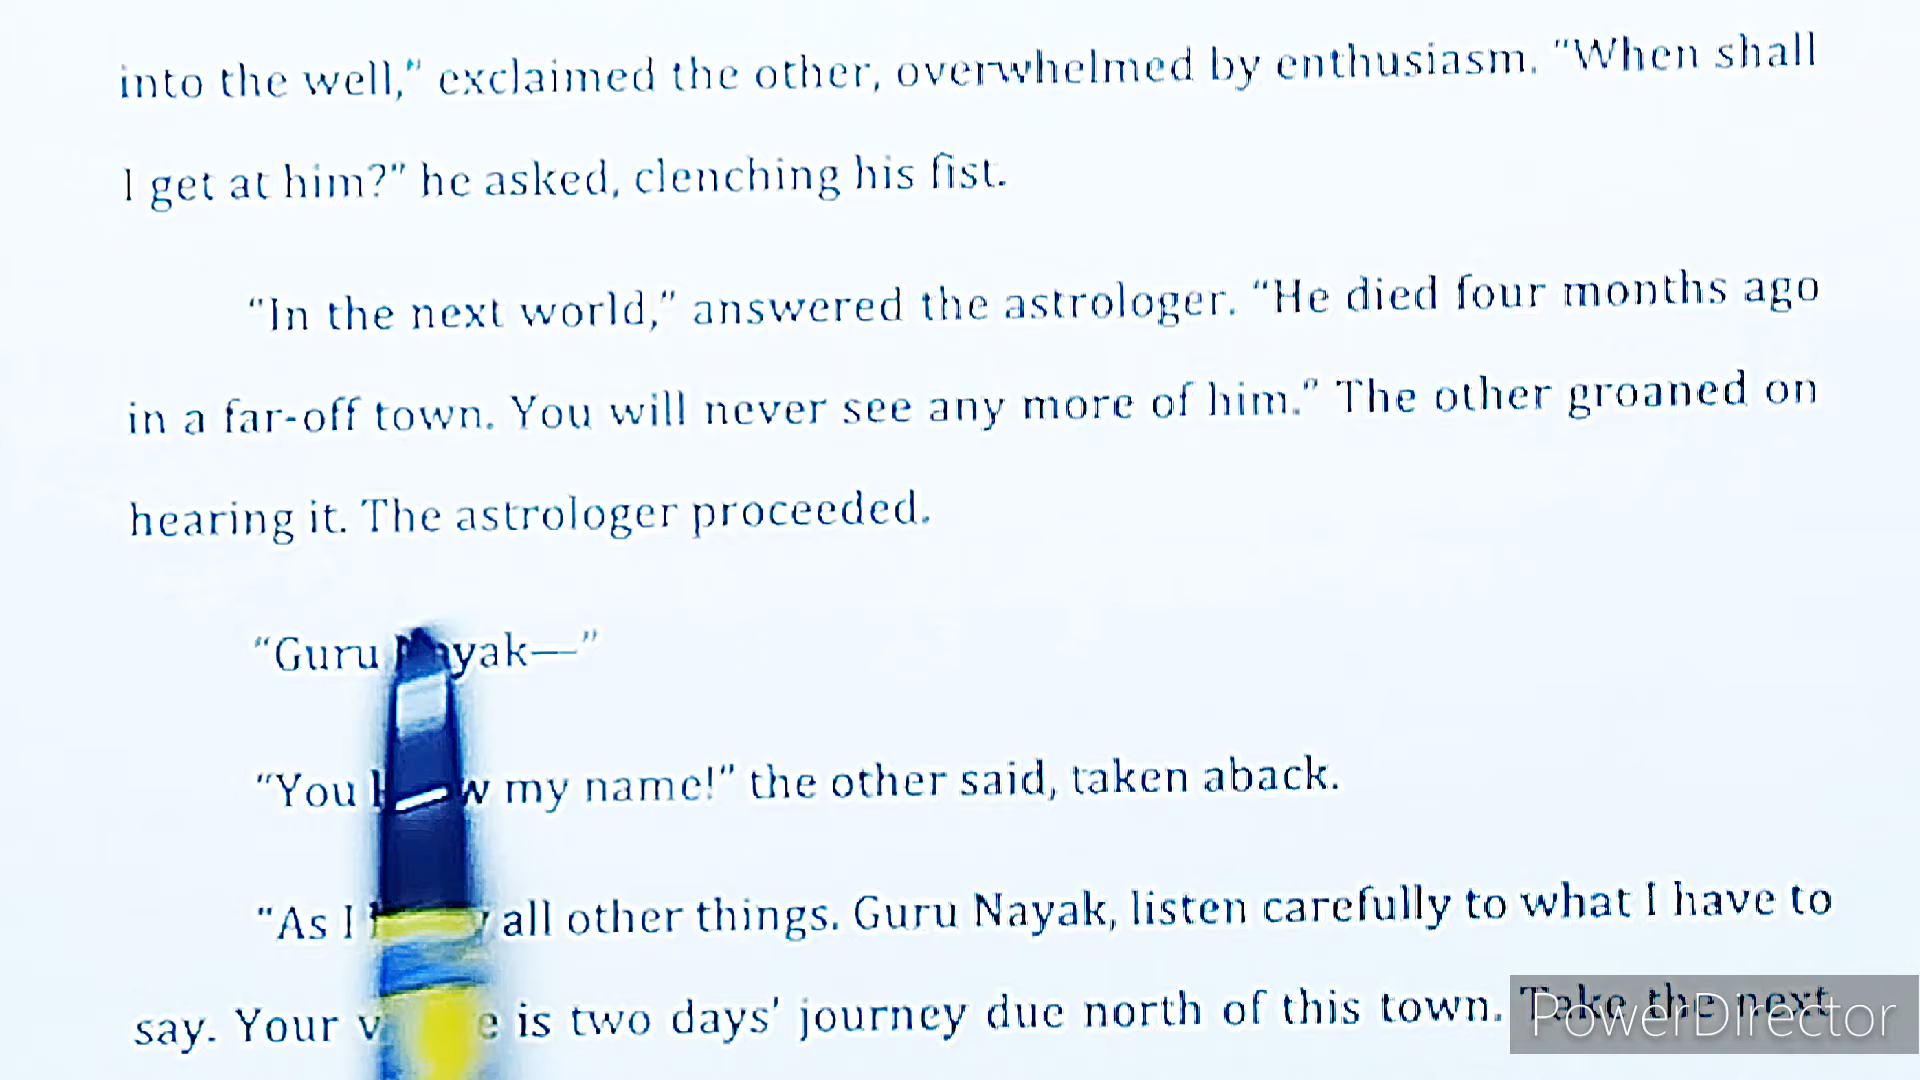 into the well,” exclaimed the other, overwhelmed by enthusiasm. “When shall
I get at him?” he asked, clenching his fist.
“In the next world,” answered the astrologer. “He died four months ago
in a far-off town. You will never see any more of him.” The other groaned on
hearing it. The astrologer proceeded.
“Guru Nayak—”
“You know my name!” the other said, taken aback.
“As I all other things. Guru Nayak, listen carefully to what I have to
say. Your is two days’ journey due north of this town. Take the next
PowerDirector